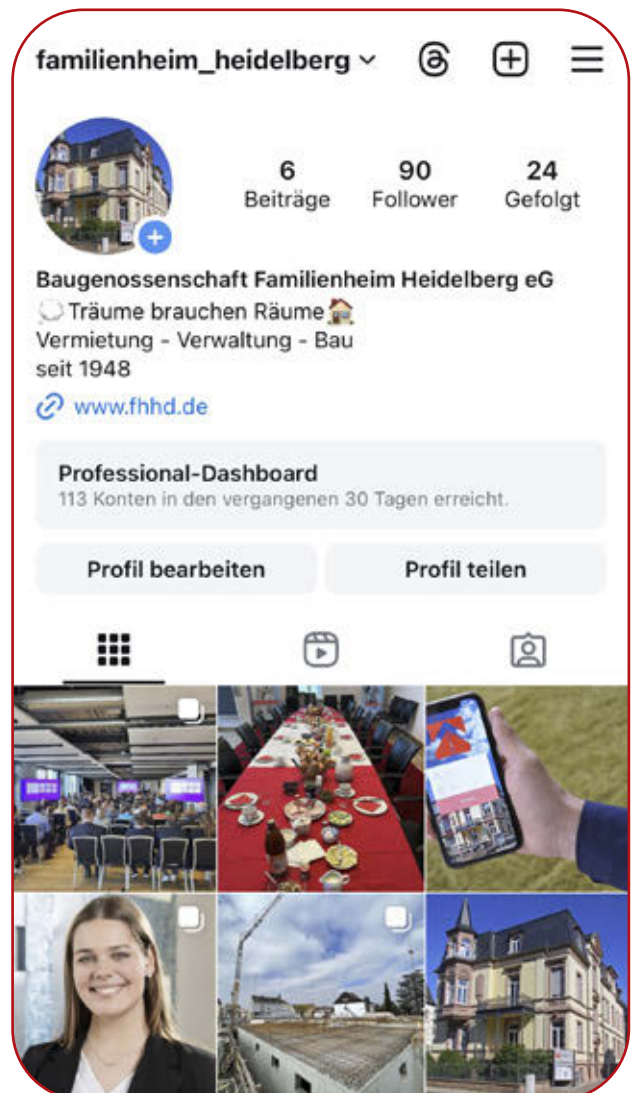 familienheim_heidelberg
6 90 24
Beiträge Follower Gefolgt
Baugenossenschaft Familienheim Heidelberg eG
Träume brauchen Räume
Vermietung - Verwaltung - Bau
seit 1948
www.fhhd.de
Professional-Dashboard
113 Konten in den vergangenen 30 Tagen erreicht.
Profil bearbeiten Profil teilen